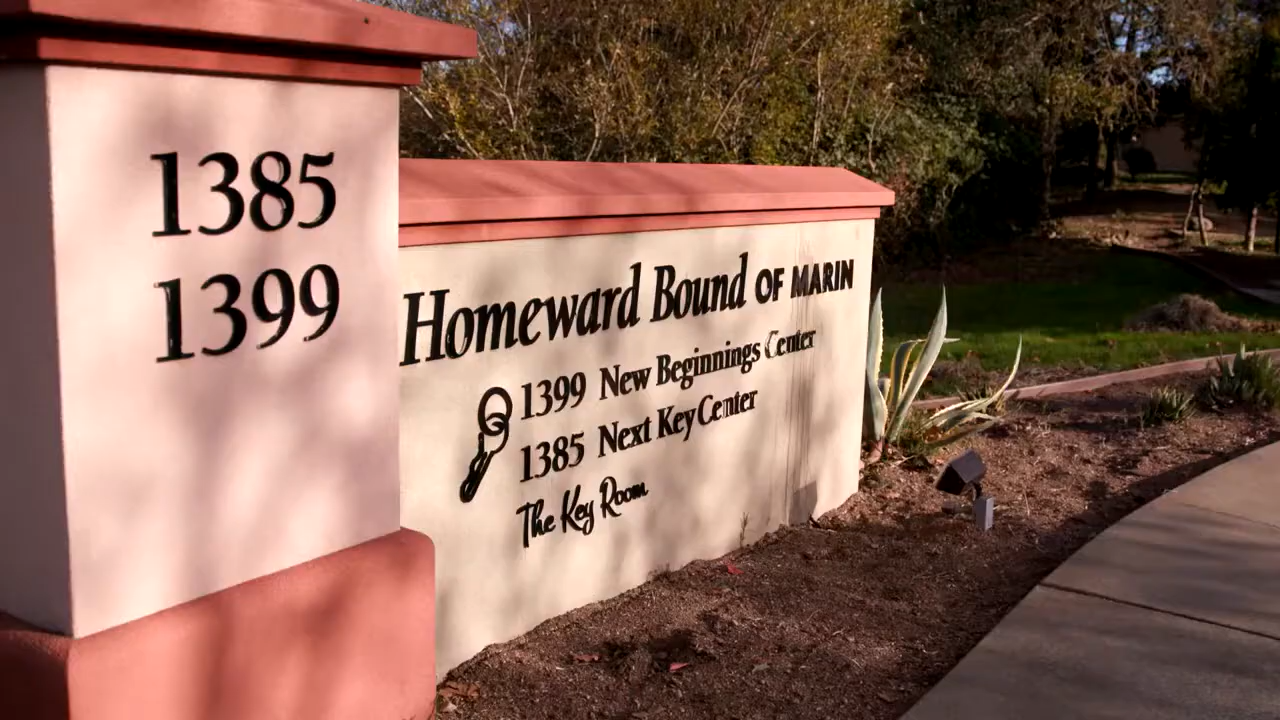 1385
1399
Homeward Bound OF MARIN
1399 New Beginnings Center
1385 Next Key Center
The Key Room